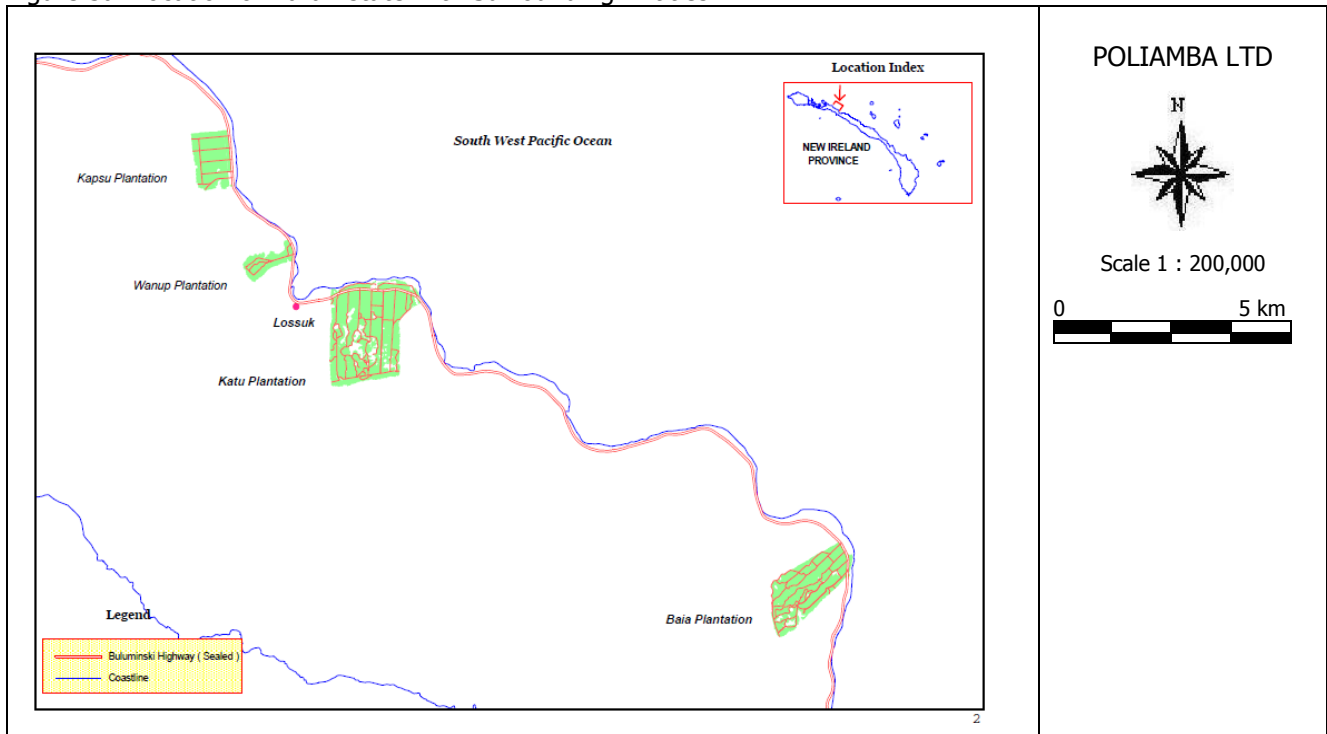 Location Index
South West Pacific Ocean
NEW IRELAND
PROVINCE
Kapsu Plantation
Wanup Plantation
Lossuk
Katu Plantation
Baia Plantation
Legend
Buluminski Highway ( Sealed )
Coastline
2
POLIAMBA LTD
N
Scale 1 : 200,000
0 5 km